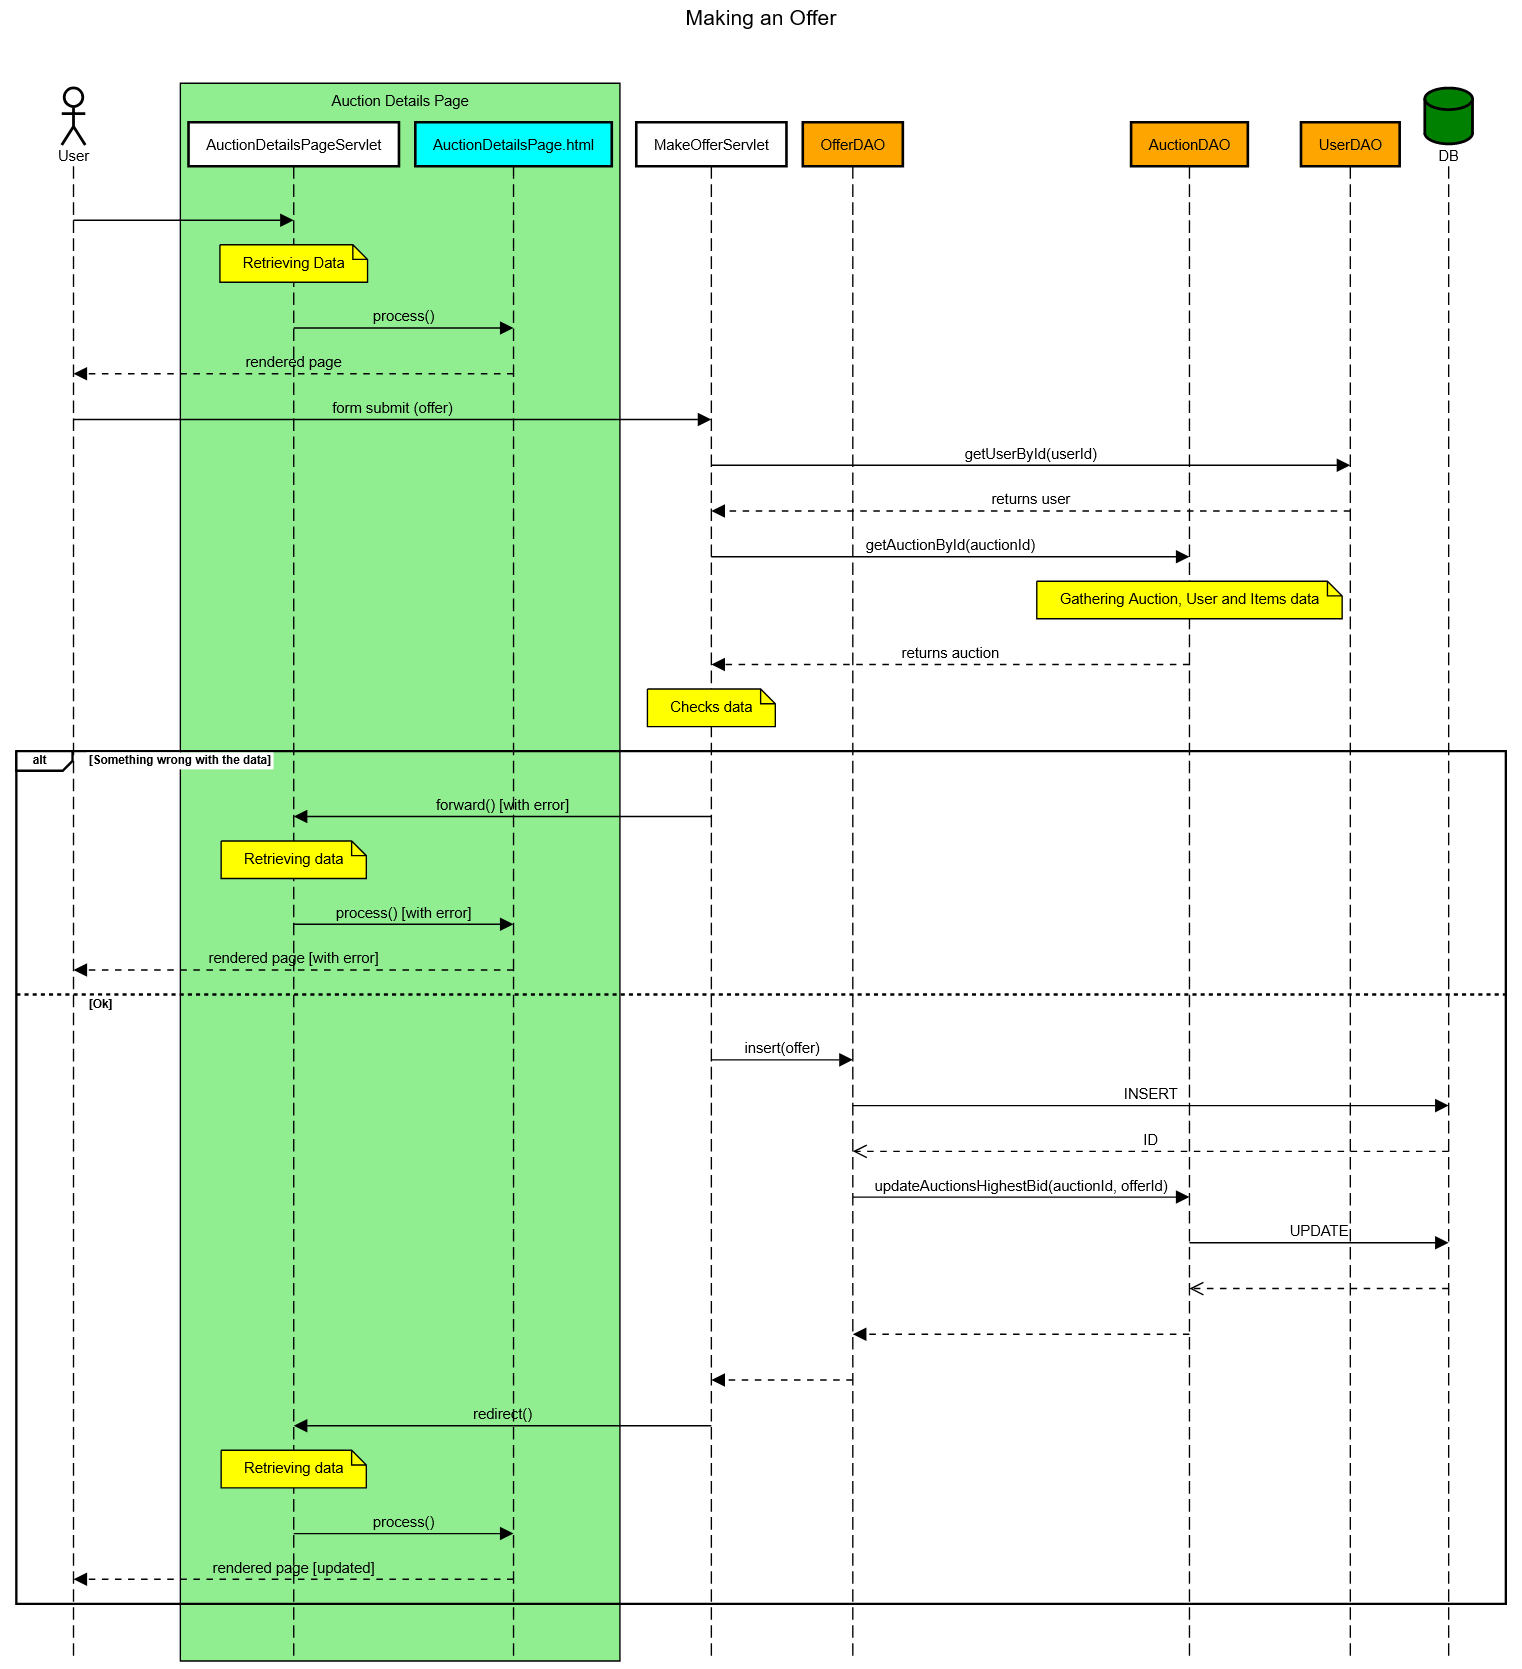 Making an Offer
Auction Details Page
User
AuctionDetailsPageServlet
AuctionDetailsPage.html
MakeOfferServlet
OfferDAO
AuctionDAO
UserDAO
DB
Retrieving Data
process()
rendered page
form submit (offer)
getUserById(userId)
returns user
getAuctionById(auctionId)
Gathering Auction, User and Items data
returns auction
Checks data
alt
[Something wrong with the data]
forward() [with error]
Retrieving data
process() [with error]
rendered page [with error]
[Ok]
insert(offer)
INSERT
ID
updateAuctionsHighestBid(auctionId, offerId)
UPDATE
redirect()
Retrieving data
process()
rendered page [updated]